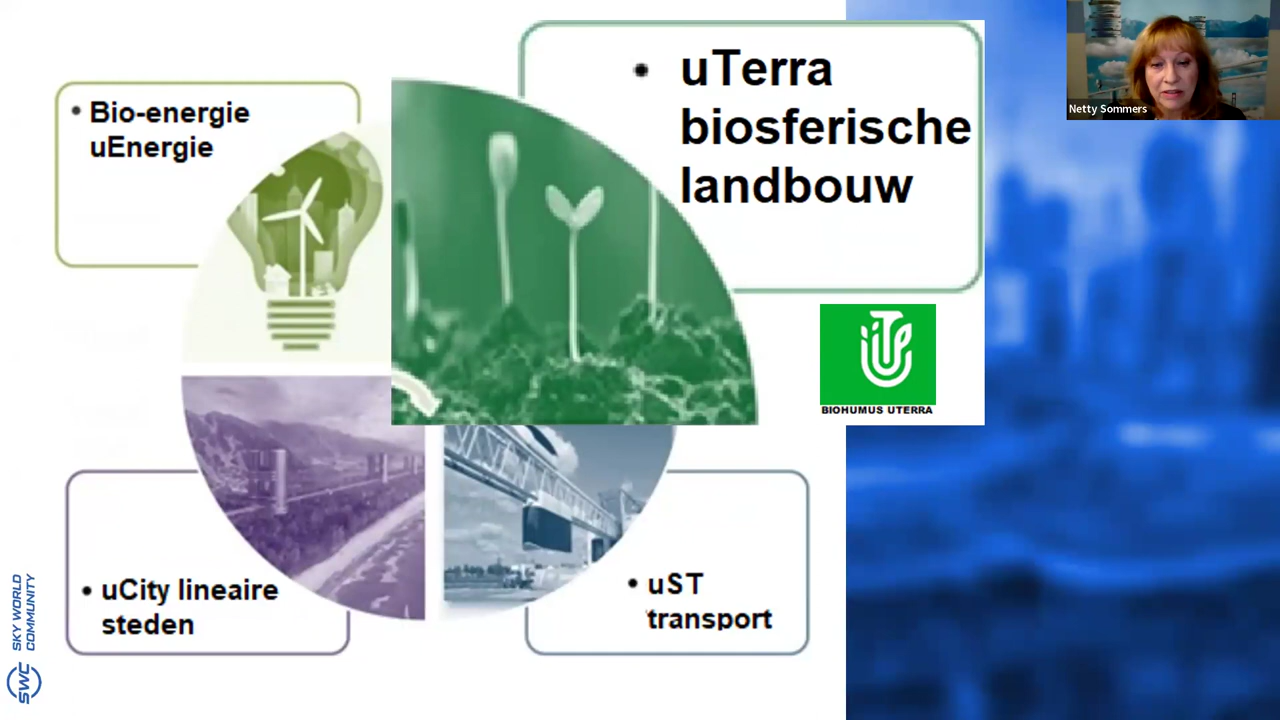 Bio-energie
uEnergie
uTerra
biosferische
landbouw
Netty Sommers
BIOHUMUS UTERRA
uCity lineaire
steden
uST
transport
SWC
SKY WORLD
COMMUNITY